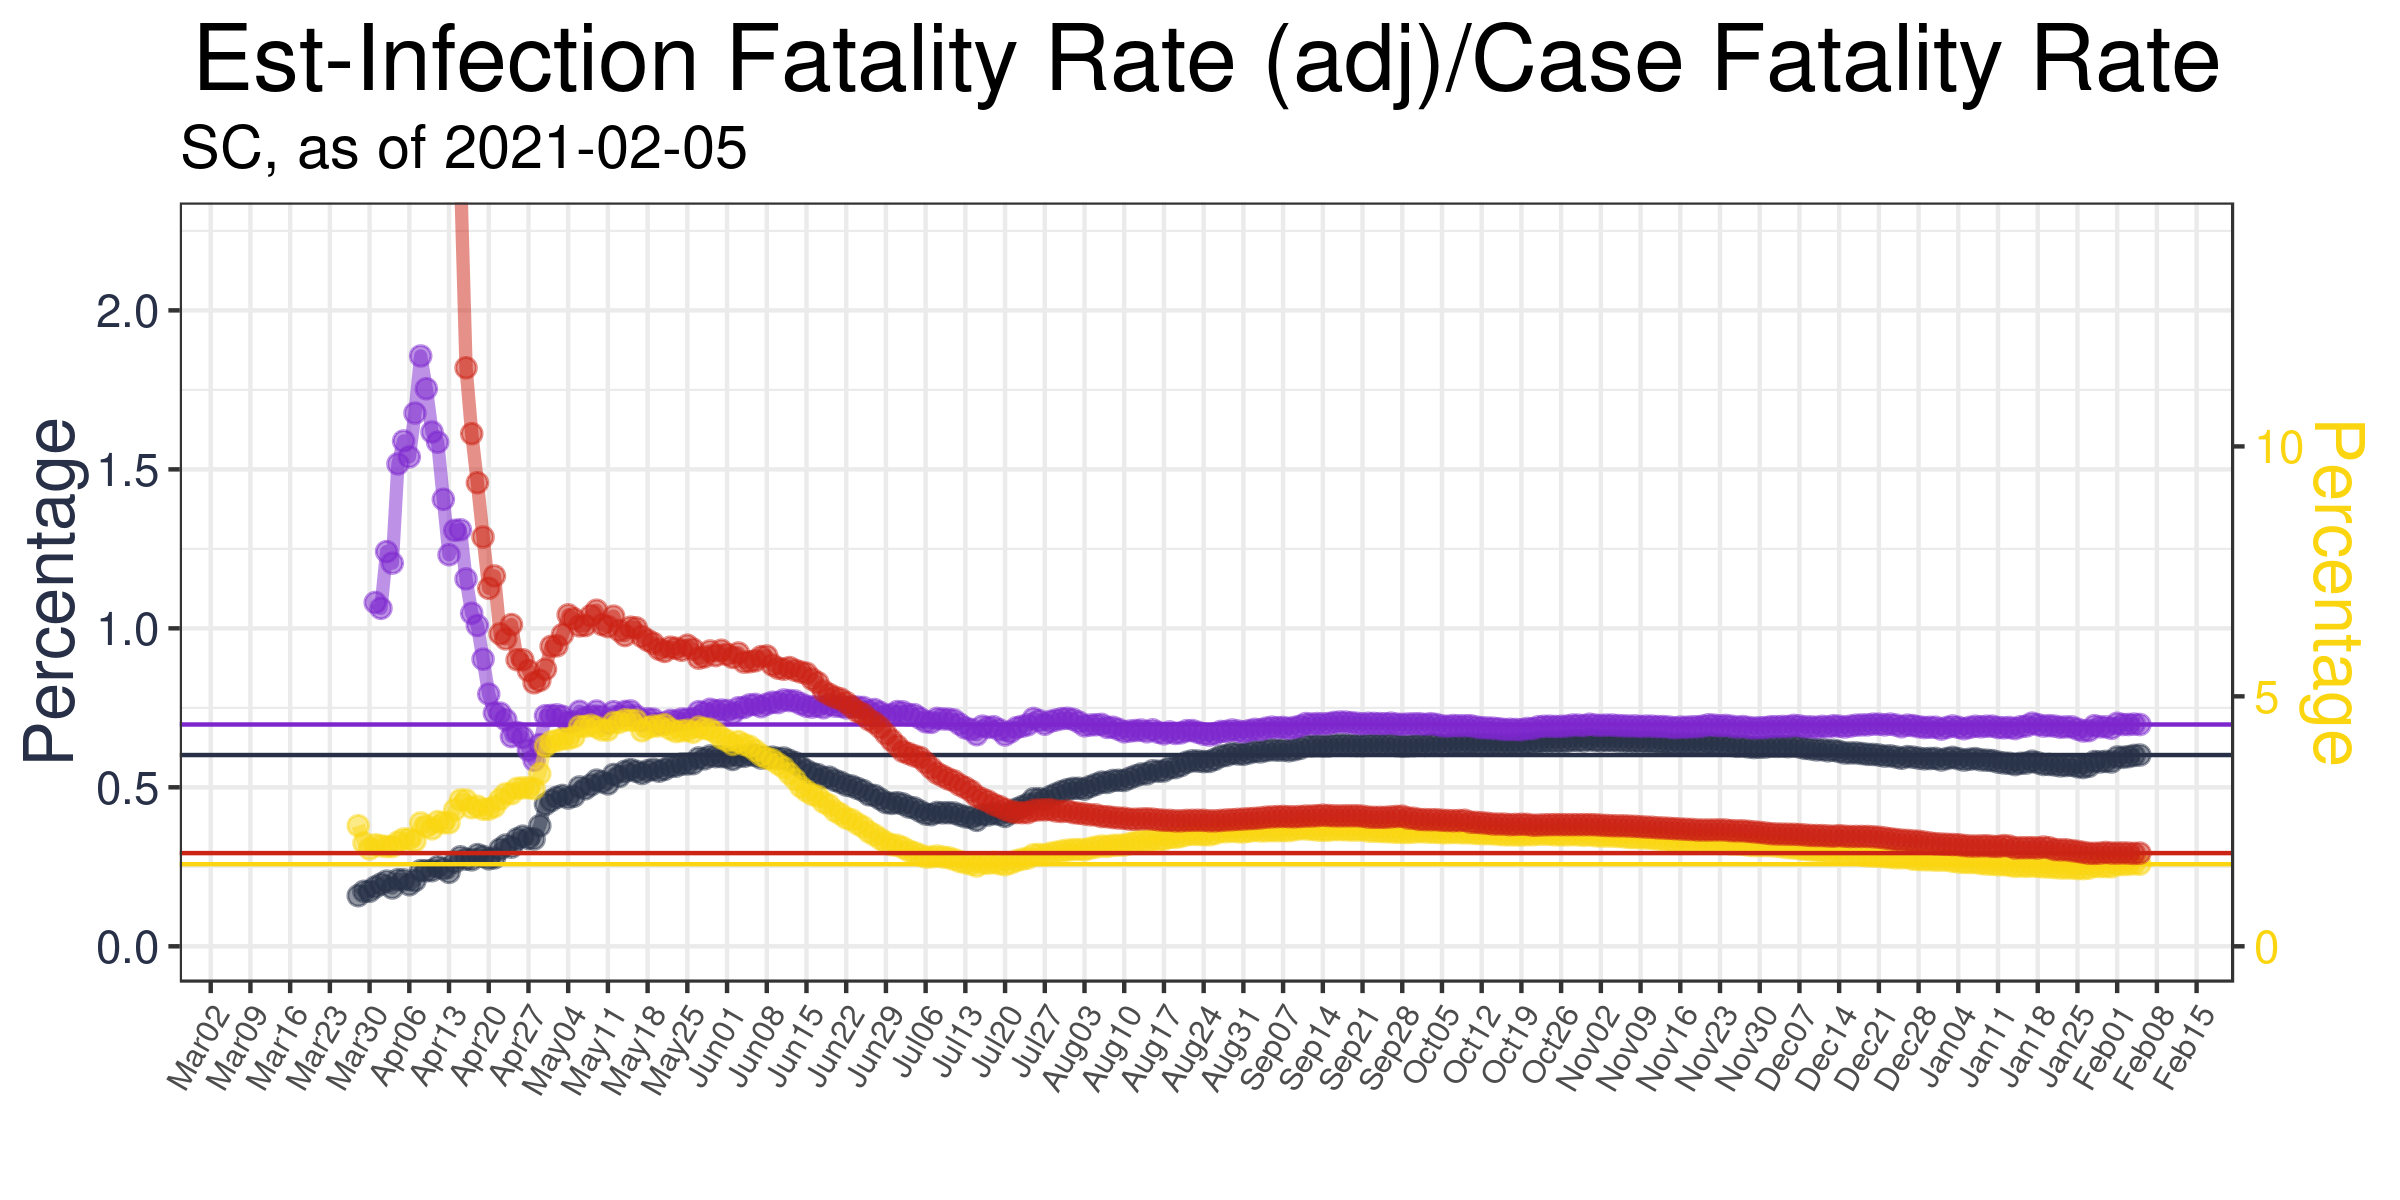 Est-Infection Fatality Rate (adj)/Case Fatality Rate
SC, as of 2021-02-05
Percentage
2.0
1.5
1.0
0.5
0.0
10
5
0
Percentage
Mar02
Mar09
Mar16
Mar23
Mar30
Apr06
Apr13
Apr20
Apr27
May04
May11
May18
May25
Jun01
Jun08
Jun15
Jun22
Jun29
Jul06
Jul13
Jul20
Jul27
Aug03
Aug10
Aug17
Aug24
Aug31
Sep07
Sep14
Sep21
Sep28
Oct05
Oct12
Oct19
Oct26
Nov02
Nov09
Nov16
Nov23
Nov30
Dec07
Dec14
Dec21
Dec28
Jan04
Jan11
Jan18
Jan25
Feb01
Feb08
Feb15